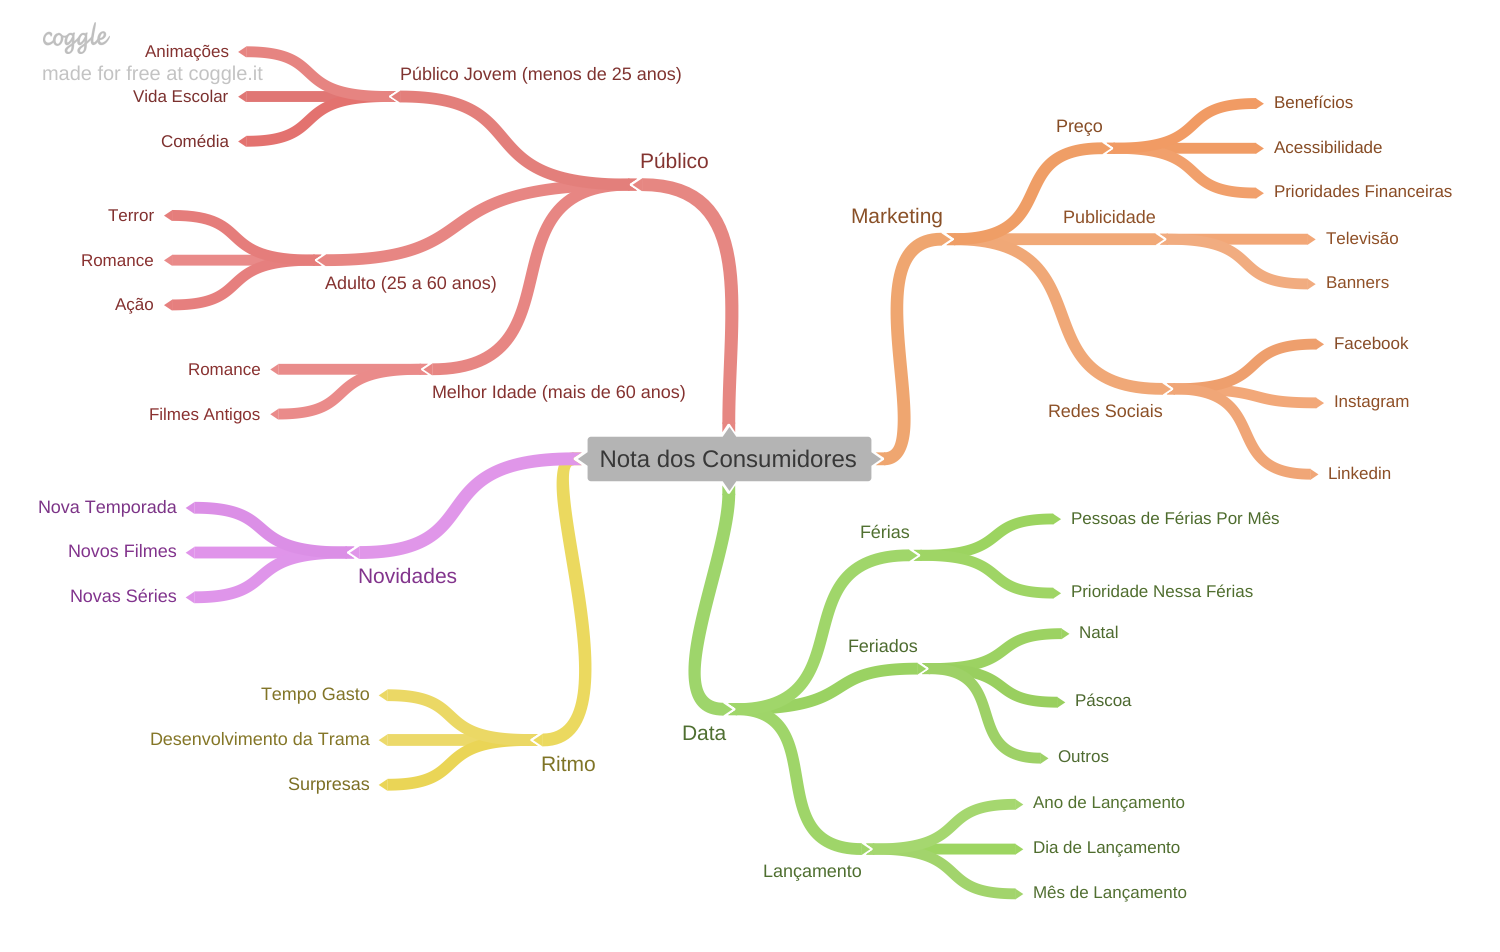 coggle
made for free at coggle.it
Nota dos Consumidores
Público
Público Jovem (menos de 25 anos)
Animações
Vida Escolar
Comédia
Adulto (25 a 60 anos)
Terror
Romance
Ação
Melhor Idade (mais de 60 anos)
Romance
Filmes Antigos
Novidades
Nova Temporada
Novos Filmes
Novas Séries
Ritmo
Tempo Gasto
Desenvolvimento da Trama
Surpresas
Marketing
Preço
Benefícios
Acessibilidade
Prioridades Financeiras
Publicidade
Televisão
Banners
Redes Sociais
Facebook
Instagram
Linkedin
Data
Férias
Pessoas de Férias Por Mês
Prioridade Nessa Férias
Feriados
Natal
Páscoa
Outros
Lançamento
Ano de Lançamento
Dia de Lançamento
Mês de Lançamento